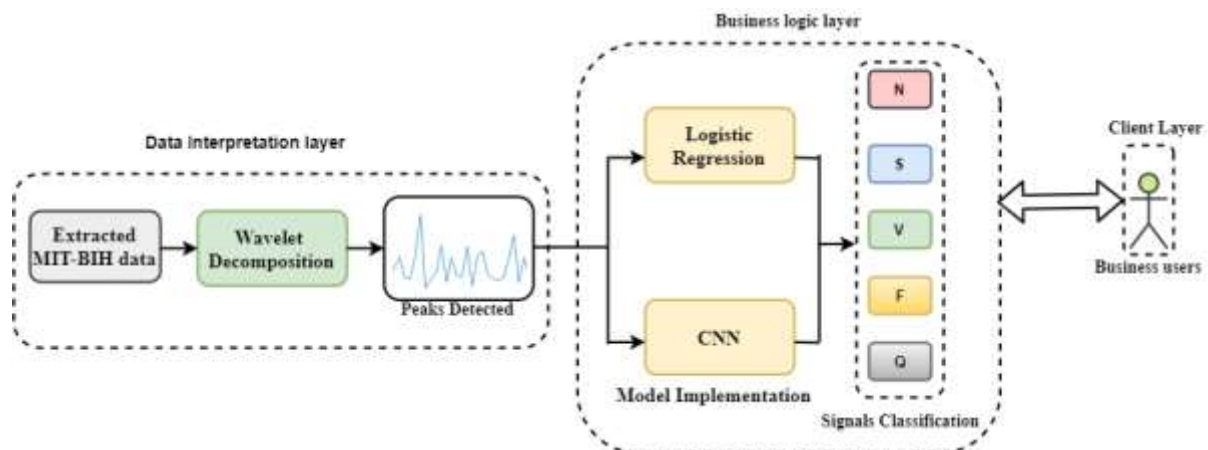 Business logic layer
Data Interpretation layer
Extracted
MIT-BIH data
Wavelet
Decomposition
Peaks Detected
Logistic
Regression
CNN
Model Implementation
N
S
V
F
Q
Signals Classification
Client Layer
Business users